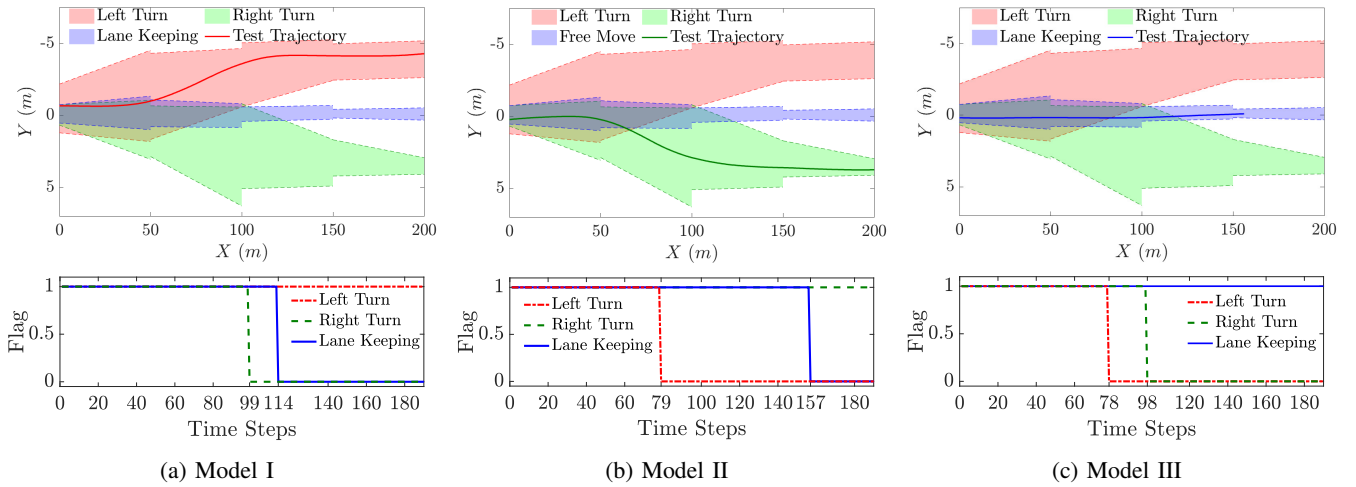 Left Turn Right Turn
Lane Keeping Test Trajectory
-5
0
5
Y (m)
0 50 100 150 200
X (m)
Left Turn Right Turn
Free Move Test Trajectory
-5
0
5
Y (m)
0 50 100 150 200
X (m)
Left Turn Right Turn
Lane Keeping Test Trajectory
-5
0
5
Y (m)
0 50 100 150 200
X (m)
1
0.5
0
Flag
Left Turn
Right Turn
Lane Keeping
0 20 40 60 80 99 114 140 160 180
Time Steps
1
0.5
0
Flag
Left Turn
Right Turn
Lane Keeping
0 20 40 60 79 100 120 140 157 180
Time Steps
1
0.5
0
Flag
Left Turn
Right Turn
Lane Keeping
0 20 40 60 78 98 120 140 160 180
Time Steps
(a) Model I
(b) Model II
(c) Model III